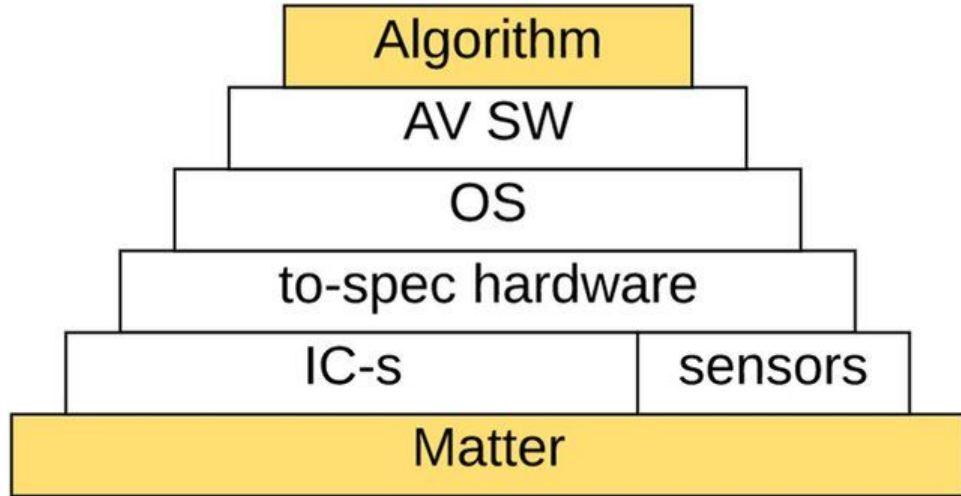 Algorithm
AV SW
OS
to-spec hardware
IC-s sensors
Matter